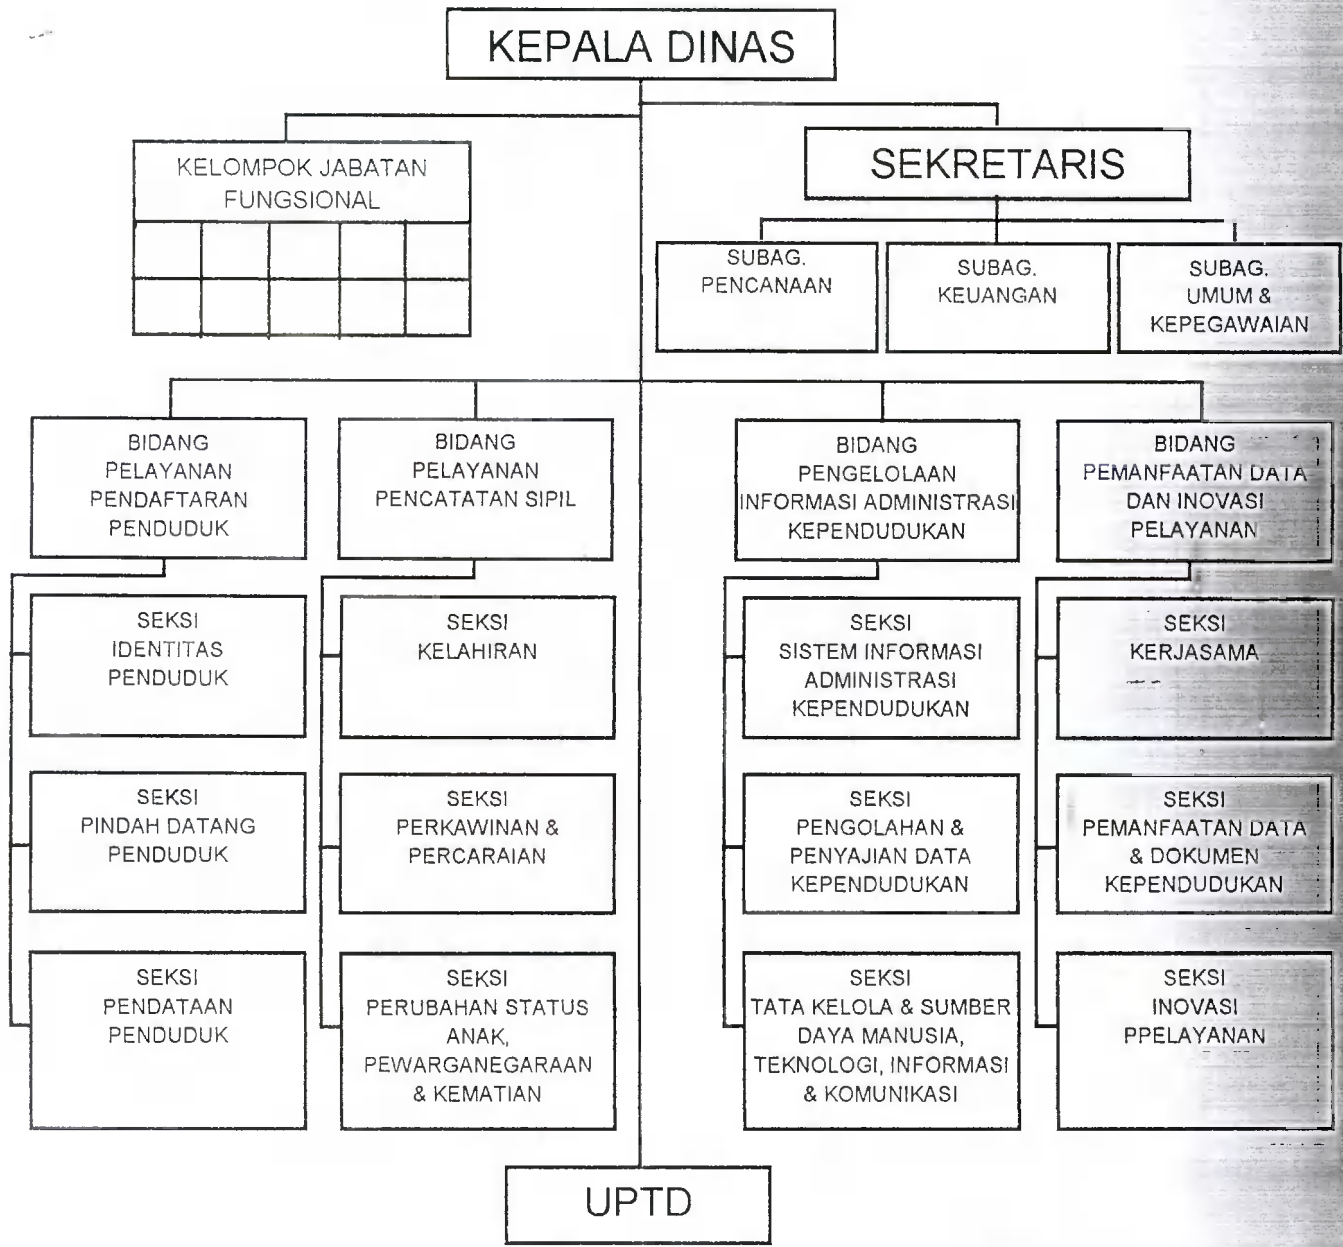 KEPALA DINAS
KELOMPOK JABATAN
FUNGSIONAL
SEKRETARIS
SUBAG.
PENCANAAN
SUBAG.
KEUANGAN
SUBAG.
UMUM &
KEPEGAWAIAN
BIDANG
PELAYANAN
PENDAFTARAN
PENDUDUK
BIDANG
PELAYANAN
PENCATATAN SIPIL
BIDANG
PENGELOLAAN
INFORMASI ADMINISTRASI
KEPENDUDUKAN
BIDANG
PEMANFAATAN DATA
DAN INOVASI
PELAYANAN
SEKSI
IDENTITAS
PENDUDUK
SEKSI
KELAHIRAN
SEKSI
SISTEM INFORMASI
ADMINISTRASI
KEPENDUDUKAN
SEKSI
KERJASAMA
SEKSI
PINDAH DATANG
PENDUDUK
SEKSI
PERKAWINAN &
PERCARAIAN
SEKSI
PENGOLAHAN &
PENYAJIAN DATA
KEPENDUDUKAN
SEKSI
PEMANFAATAN DATA
& DOKUMEN
KEPENDUDUKAN
SEKSI
PENDATAAN
PENDUDUK
SEKSI
PERUBAHAN STATUS
ANAK,
PEWARGANEGARAAN
& KEMATIAN
SEKSI
TATA KELOLA & SUMBER
DAYA MANUSIA,
TEKNOLOGI, INFORMASI
& KOMUNIKASI
SEKSI
INOVASI
PPELAYANAN
UPTD